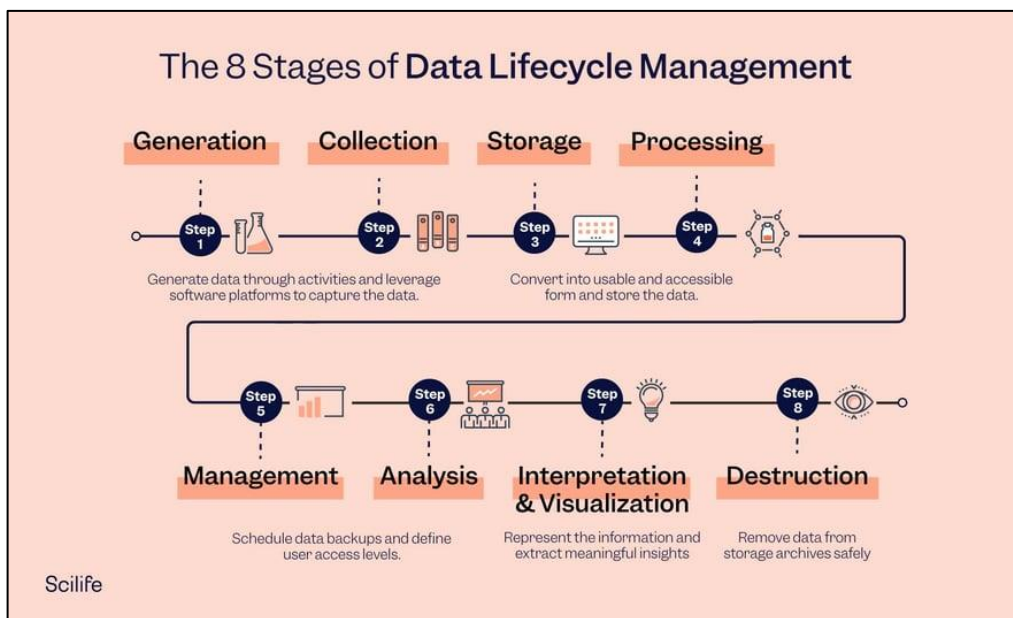 The 8 Stages of Data Lifecycle Management
Generation
Collection
Storage
Processing
Step
1
Step
2
Step
3
Step
4
Generate data through activities and leverage
software platforms to capture the data.
Convert into usable and accessible
form and store the data.
Step
5
Step
6
Step
7
Step
8
Management
Analysis
Interpretation
& Visualization
Destruction
Schedule data backups and define
user access levels.
Represent the information and
extract meaningful insights
Remove data from
storage archives safely
Scilife